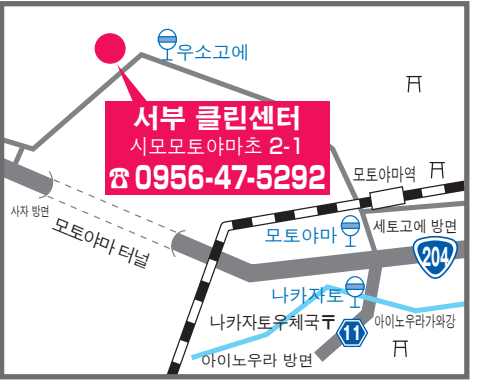 우소고에
서부 클린센터
시모모토야마초 2-1
☎0956-47-5292
모토야마역
사자 방면
모토야마 터널
모토야마
세토고에 방면
204
나카자토
나카자토우체국〒
11
아이노우라가와강
아이노우라 방면